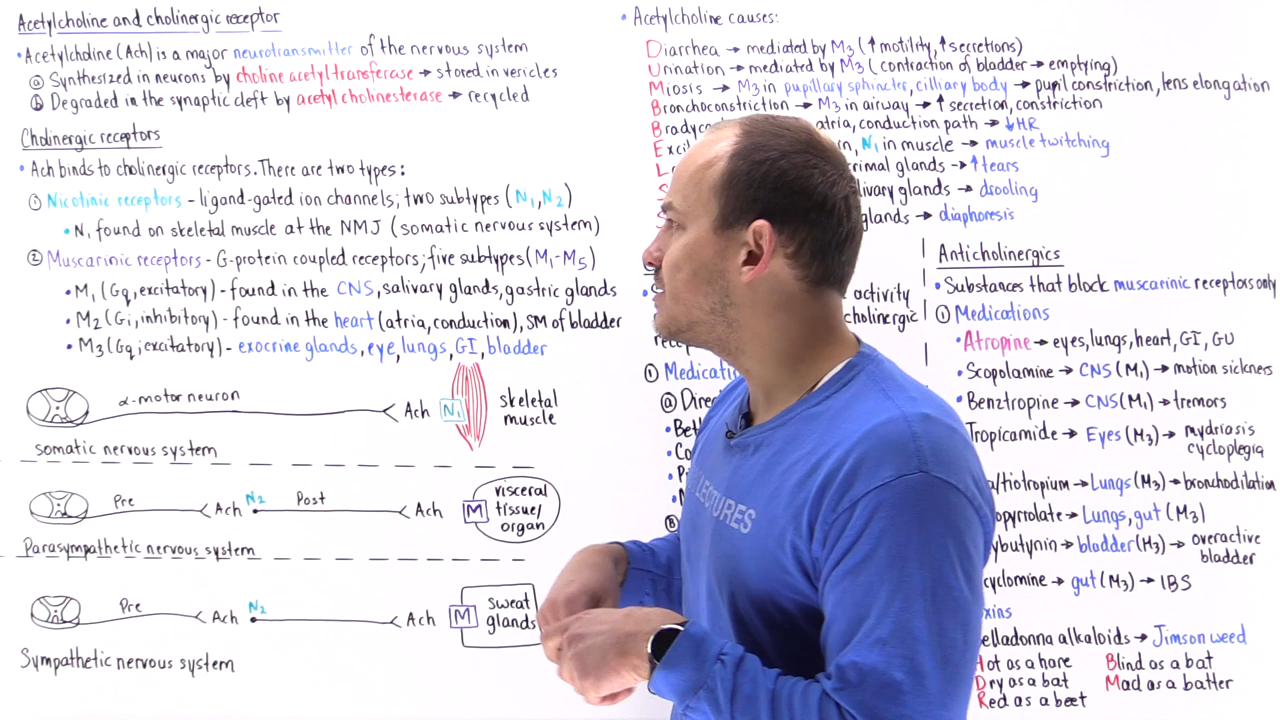 Acetylcholine and cholinergic receptor
• Acetylcholine (Ach) is a major neurotransmitter of the nervous system
ⓐ Synthesized in neurons by choline acetyltransferase → stored in vericles
ⓑ Degraded in the synaptic cleft by acetyl cholinesterase → recycled
Cholinergic receptors
• Ach binds to cholinergic receptors. There are two types:
① Nicotinic receptors - ligand-gated ion channels; two subtypes (N1, N2)
• N1 found on skeletal muscle at the NMJ (somatic nervous system)
② Muscarinic receptors - G-protein coupled receptors; five subtypes (M1-M5)
• M1 (Gq, excitatory) - found in the CNS, salivary glands, gastric glands
• M2 (Gi, inhibitory) - found in the heart (atria, conduction), SM of bladder
• M3 (Gq, excitatory) - exocrine glands, eye, lungs, GI, bladder
α-motor neuron Ach N1 skeletal
muscle
somatic nervous system
Pre Ach N2 Post Ach M visceral
tissue/
organ
Parasympathetic nervous system
Pre Ach N2 Ach M sweat
glands
Sympathetic nervous system
• Acetylcholine causes:
Diarrhea → mediated by M3 (↑ motility, ↑ secretions)
Urination → mediated by M3 (contraction of bladder → emptying)
Miosis → M3 in pupillary sphincter, cilliary body → pupil constriction, lens elongation
Bronchoconstriction → M3 in airway → ↑ secretion, constriction
atria, conduction path → ↓HR
N1 in muscle → muscle twitching
glands → ↑ tears
glands → drooling
glands → diaphoresis
activity
cholinergic
①
ⓐ
ⓑ
LECTURES
Anticholinergics
• Substances that block muscarinic receptors only
① Medications
• Atropine → eyes, lungs, heart, GI, GU
• Scopolamine → CNS (M1) → motion sickness
• Benztropine → CNS (M1) → tremors
Tropicamide → Eyes (M3) → mydriasis
cycloplegia
/tiotropium → Lungs (M3) → bronchodilation
→ Lungs, gut (M3)
→ bladder (M3) → overactive
bladder
→ gut (M3) → IBS
alkaloids → Jimson weed
Hot as a hare Blind as a bat
Dry as a bat Mad as a batter
Red as a beet